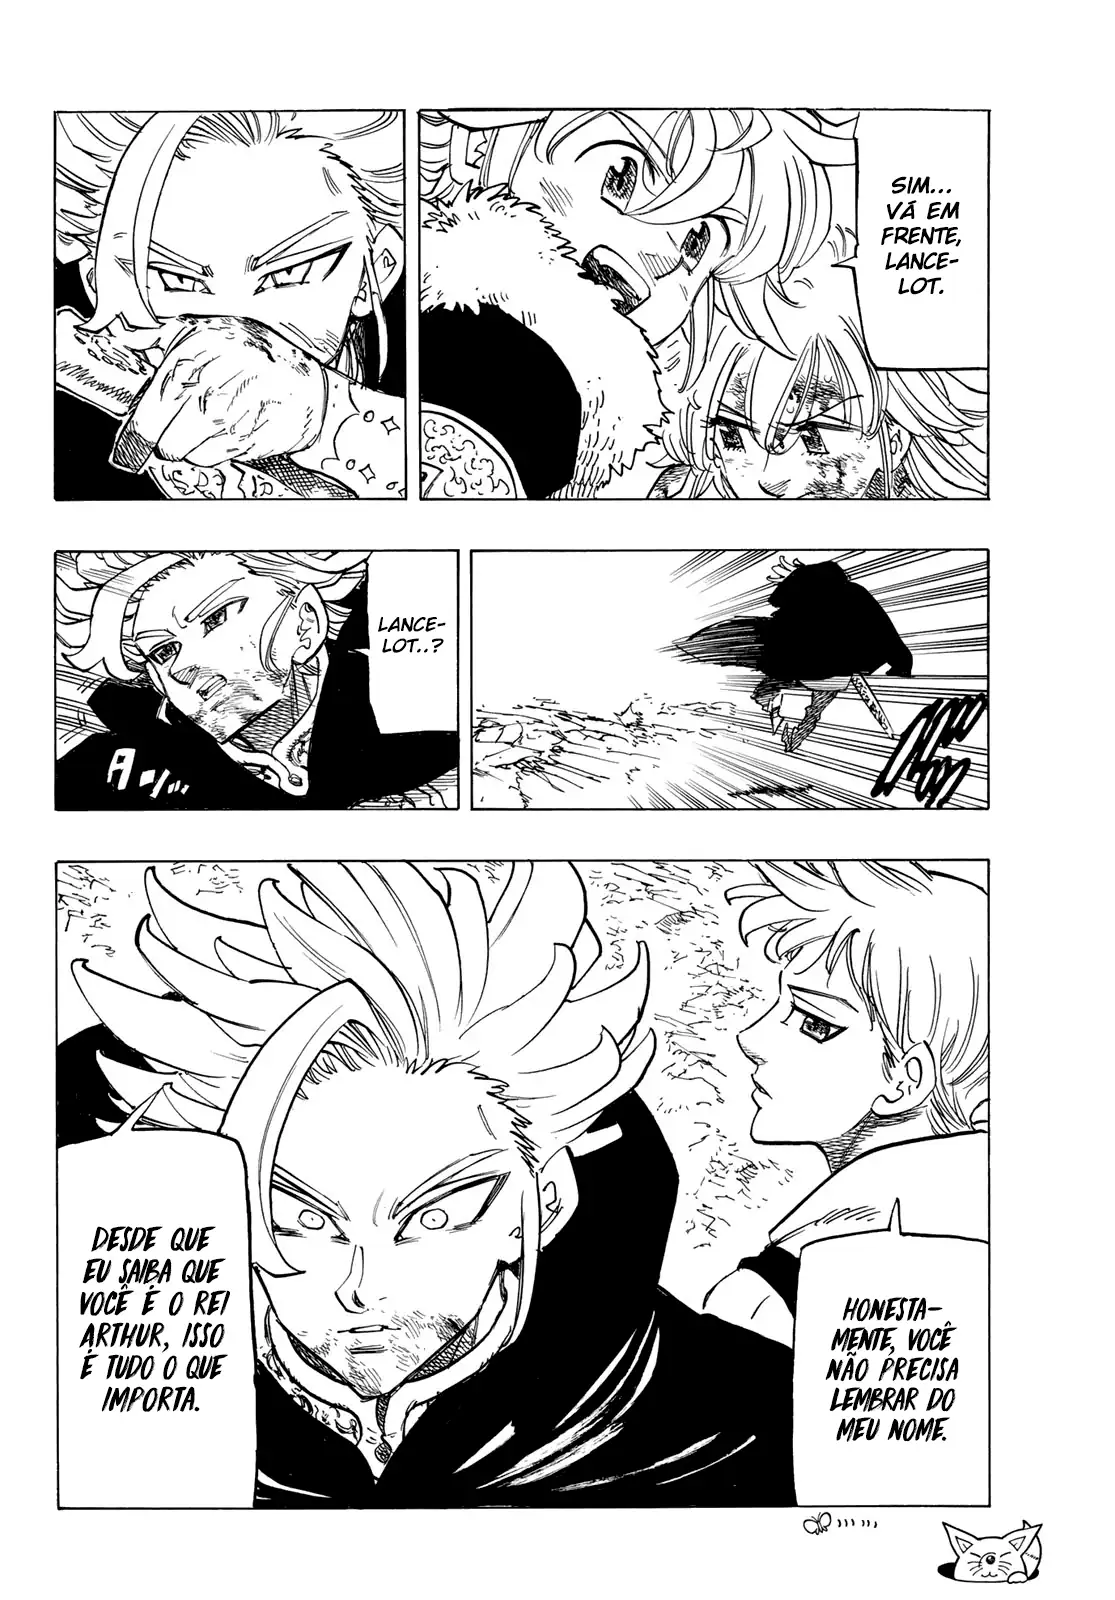 SIM...
VÁ EM
FRENTE,
LANCE-
LOT.
LANCE-
LOT..?
HONESTA-
MENTE, VOCÊ
NÃO PRECISA
LEMBRAR DO
MEU NOME.
DESDE QUE
EU SAIBA QUE
VOCÊ É O REI
ARTHUR, ISSO
É TUDO O QUE
IMPORTA.